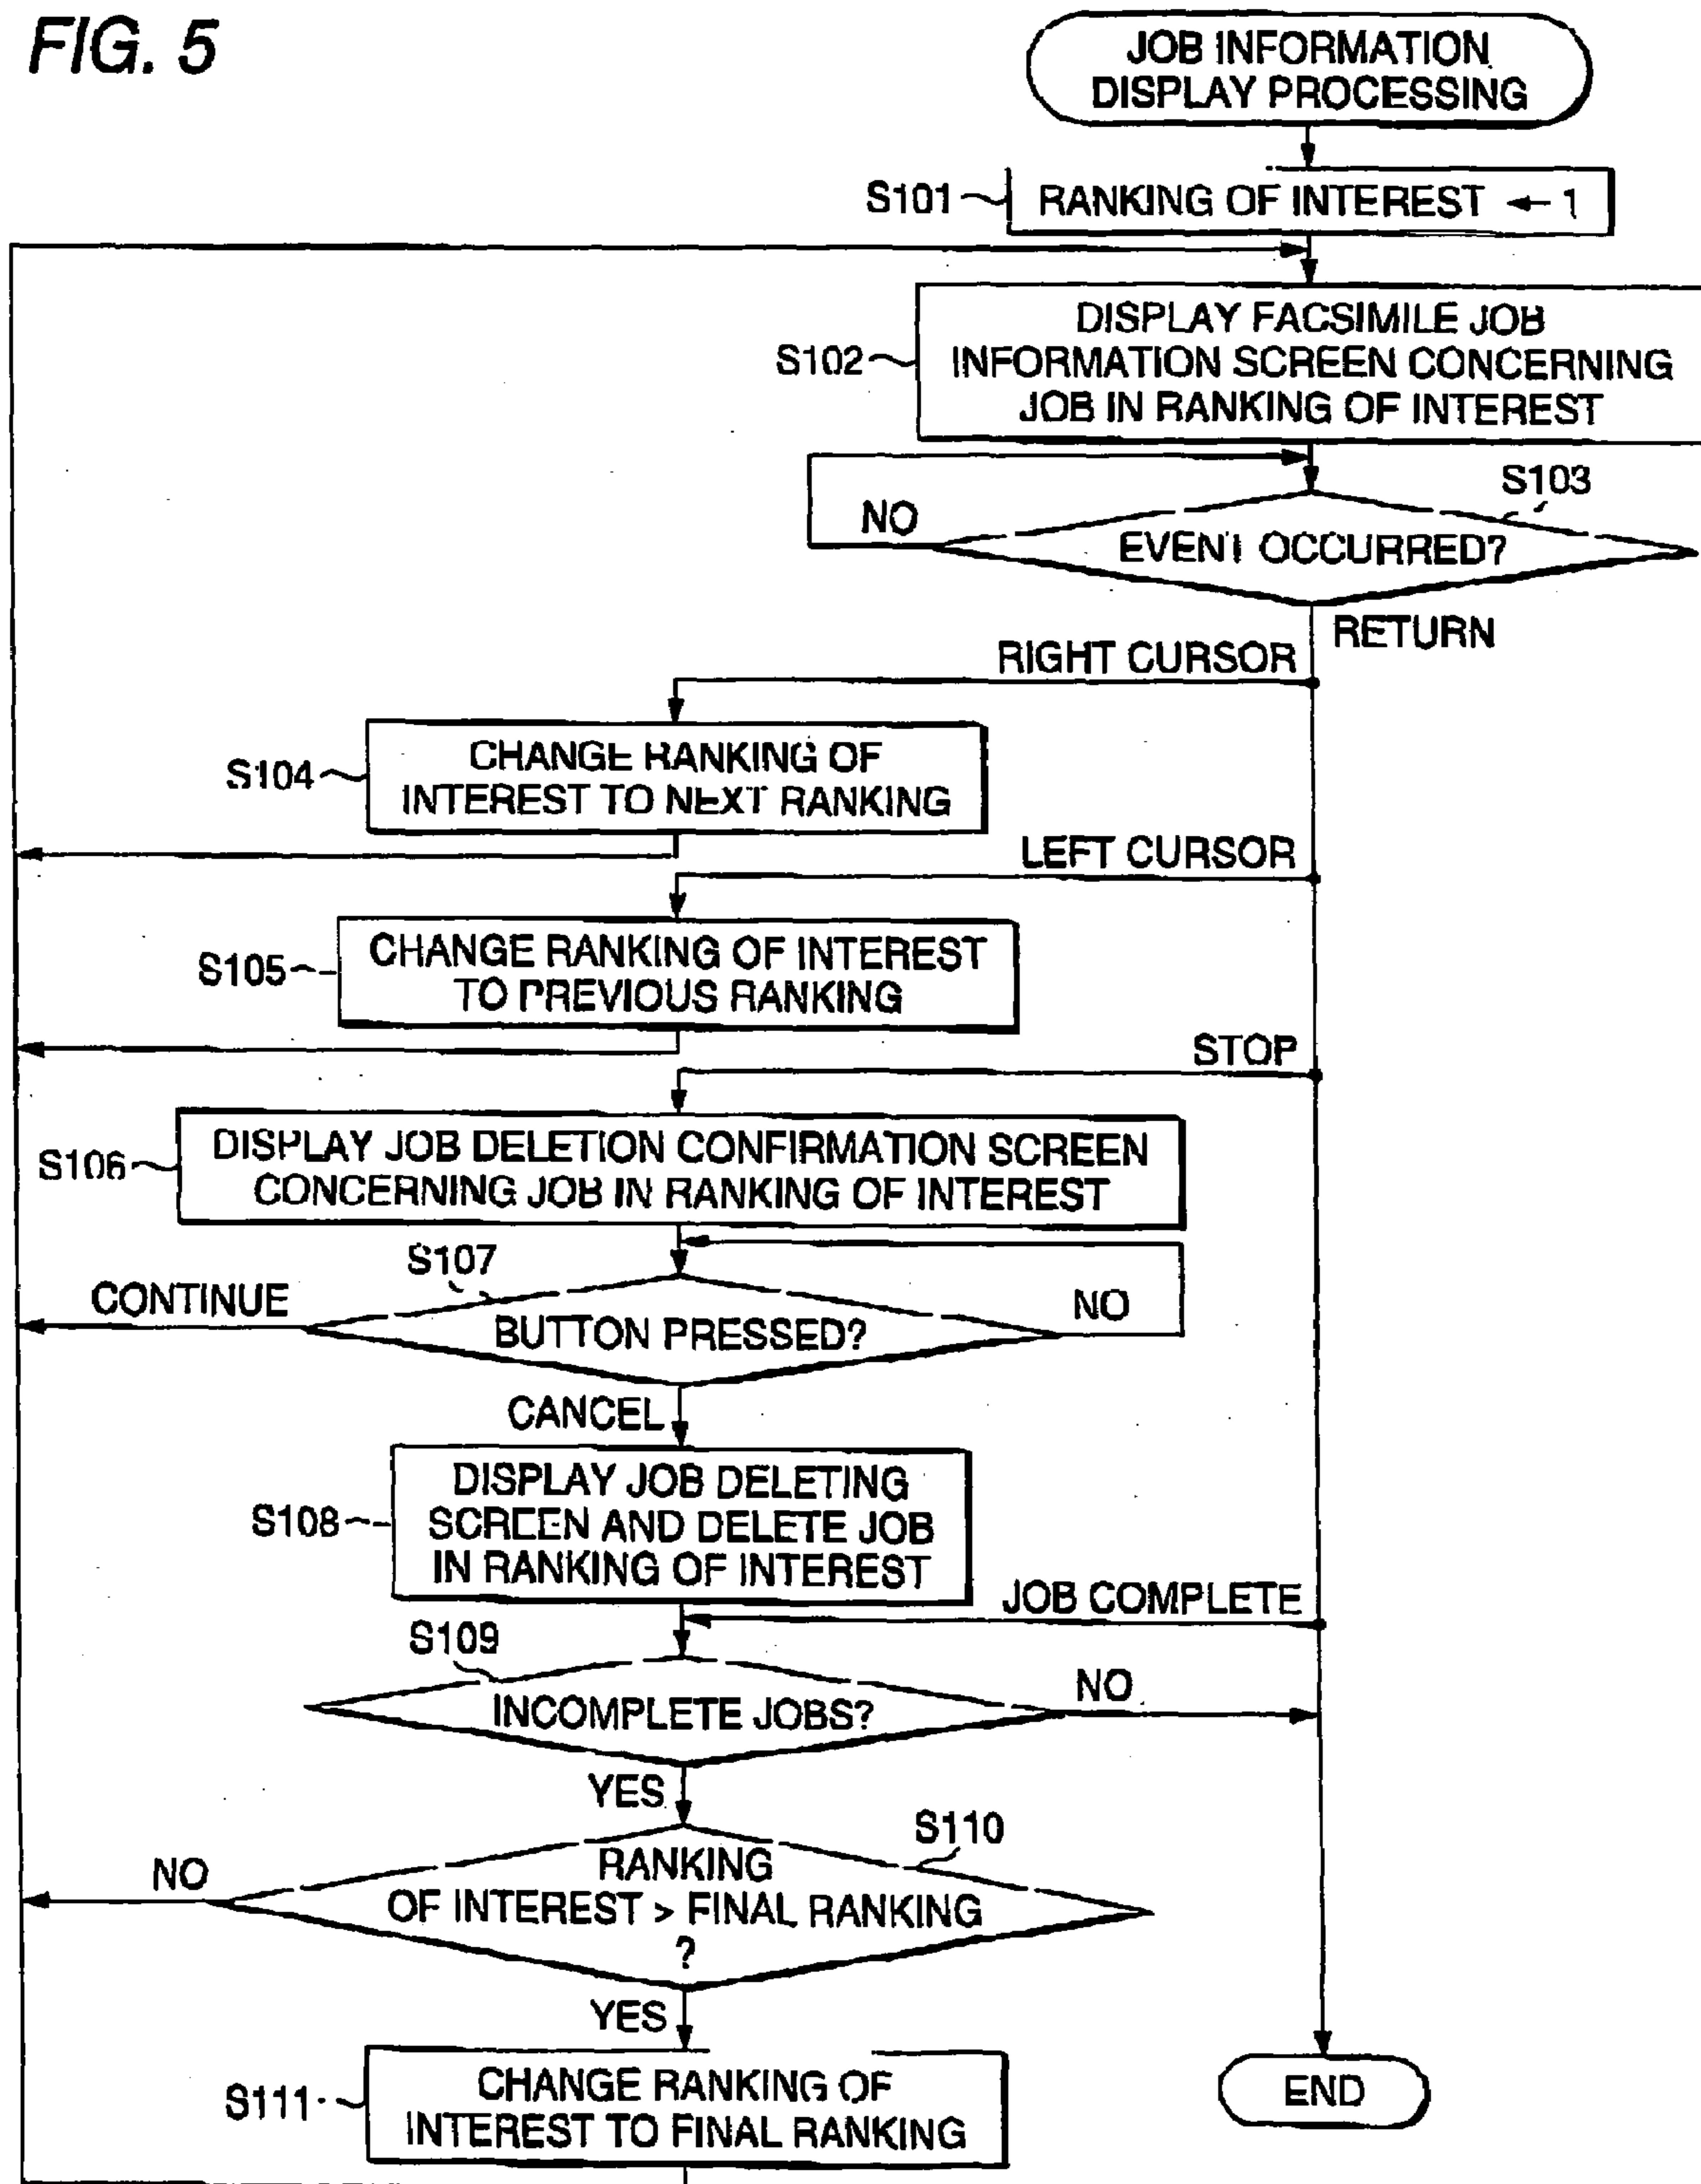 FIG. 5
JOB INFORMATION
DISPLAY PROCESSING
S101
RANKING OF INTEREST ← 1
S102
DISPLAY FACSIMILE JOB
INFORMATION SCREEN CONCERNING
JOB IN RANKING OF INTEREST
S103
NO
EVENT OCCURRED?
RETURN
RIGHT CURSOR
S104
CHANGE RANKING OF
INTEREST TO NEXT RANKING
LEFT CURSOR
S105
CHANGE RANKING OF INTEREST
TO PREVIOUS RANKING
STOP
S106
DISPLAY JOB DELETION CONFIRMATION SCREEN
CONCERNING JOB IN RANKING OF INTEREST
S107
CONTINUE
NO
BUTTON PRESSED?
CANCEL
S108
DISPLAY JOB DELETING
SCREEN AND DELETE JOB
IN RANKING OF INTEREST
JOB COMPLETE
S109
NO
INCOMPLETE JOBS?
YES
S110
NO
RANKING
OF INTEREST > FINAL RANKING
?
YES
S111
CHANGE RANKING OF
INTEREST TO FINAL RANKING
END